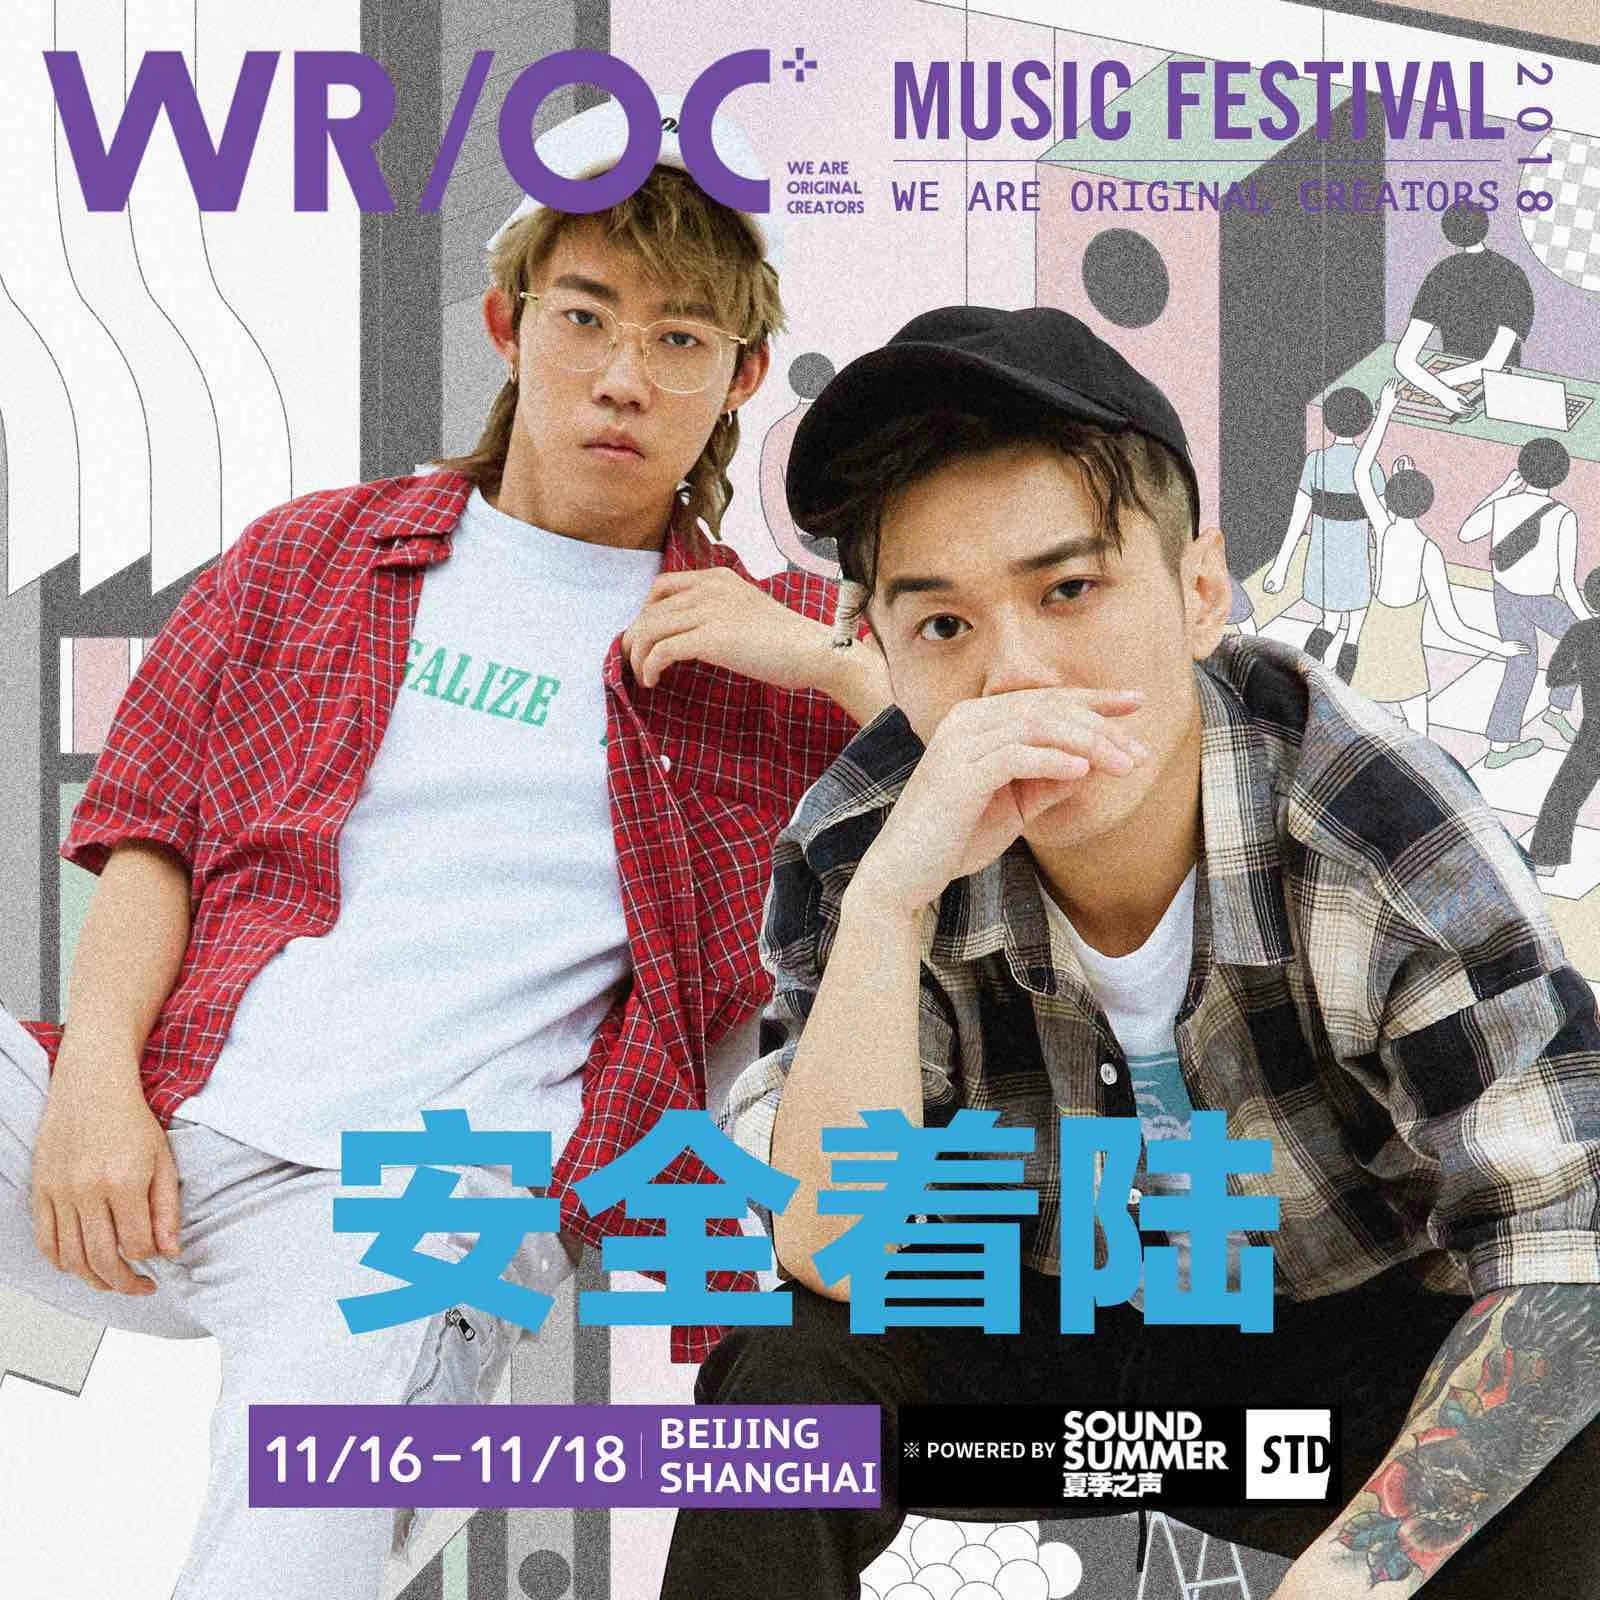 WR/OC+
WE ARE
ORIGINAL
CREATORS
MUSIC FESTIVAL
WE ARE ORIGINAL CREATORS
2018
GALIZE
安全着陆
11/16-11/18
BEIJING
SHANGHAI
※ POWERED BY
SOUND
SUMMER
夏季之声
STD